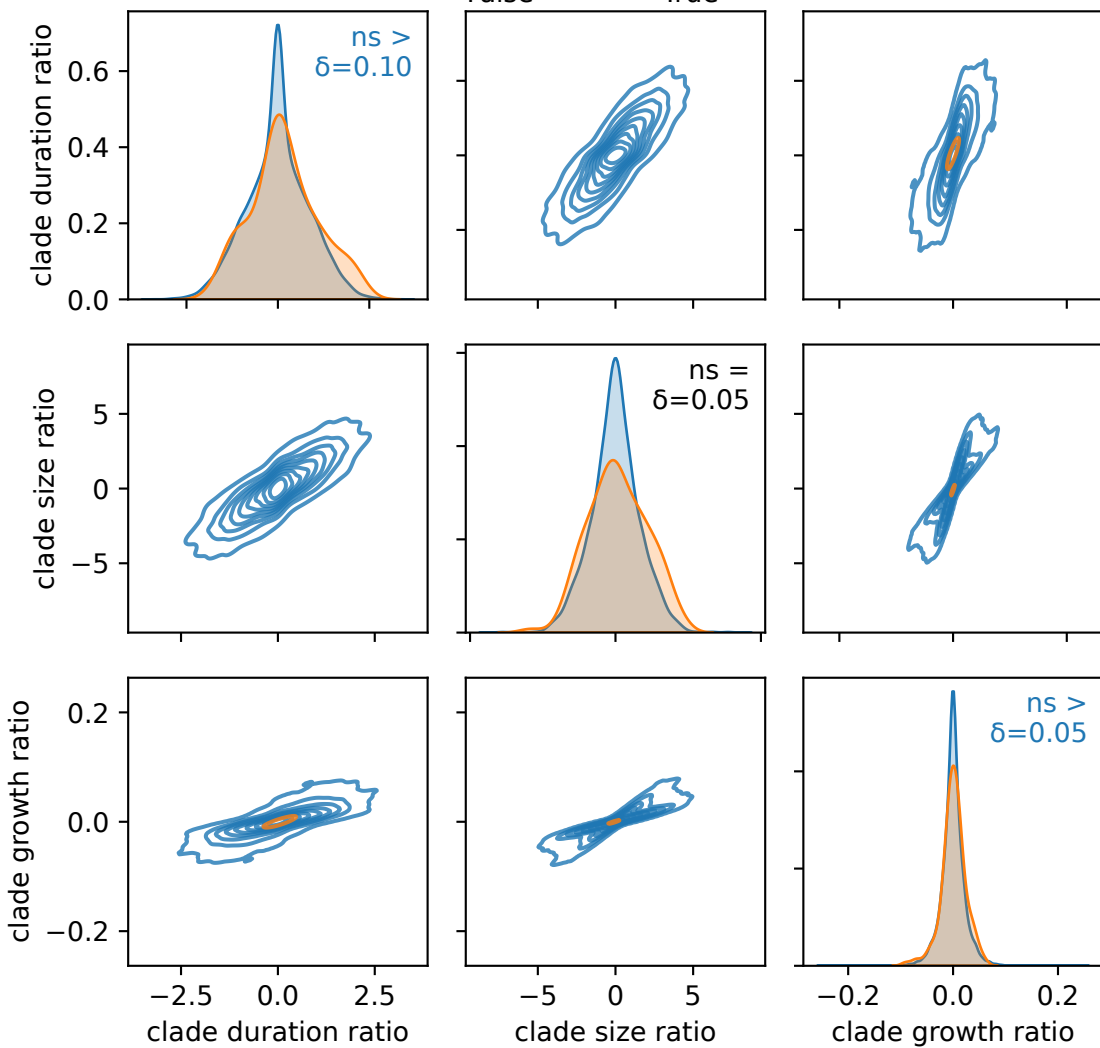 False True
clade duration ratio
0.6
0.4
0.2
0.0
ns >
δ=0.10
clade size ratio
5
0
−5
ns =
δ=0.05
clade growth ratio
0.2
0.0
−0.2
ns >
δ=0.05
−2.5 0.0 2.5
−5 0 5
−0.2 0.0 0.2
clade duration ratio
clade size ratio
clade growth ratio